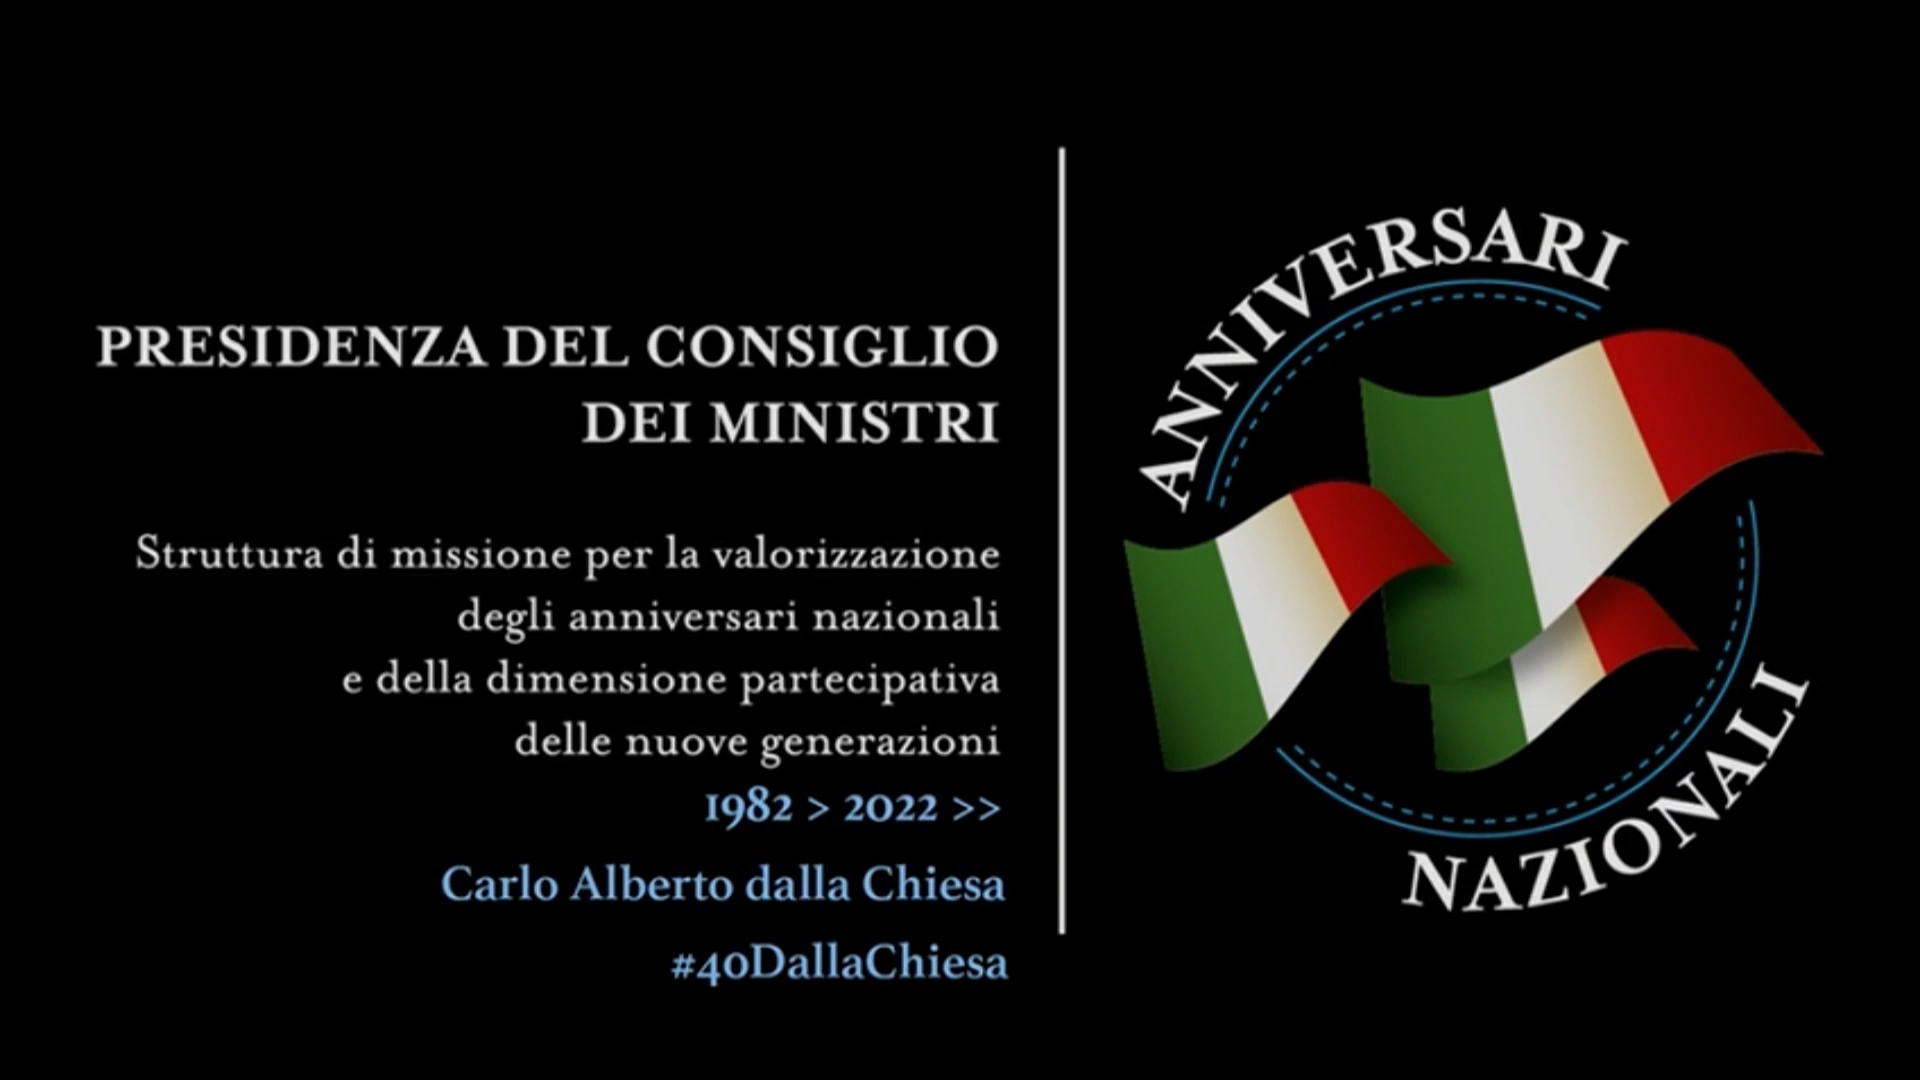 PRESIDENZA DEL CONSIGLIO
DEI MINISTRI
Struttura di missione per la valorizzazione
degli anniversari nazionali
e della dimensione partecipativa
delle nuove generazioni
1982 > 2022 >>
Carlo Alberto dalla Chiesa
#40DallaChiesa
ANNIVERSARI
NAZIONALI